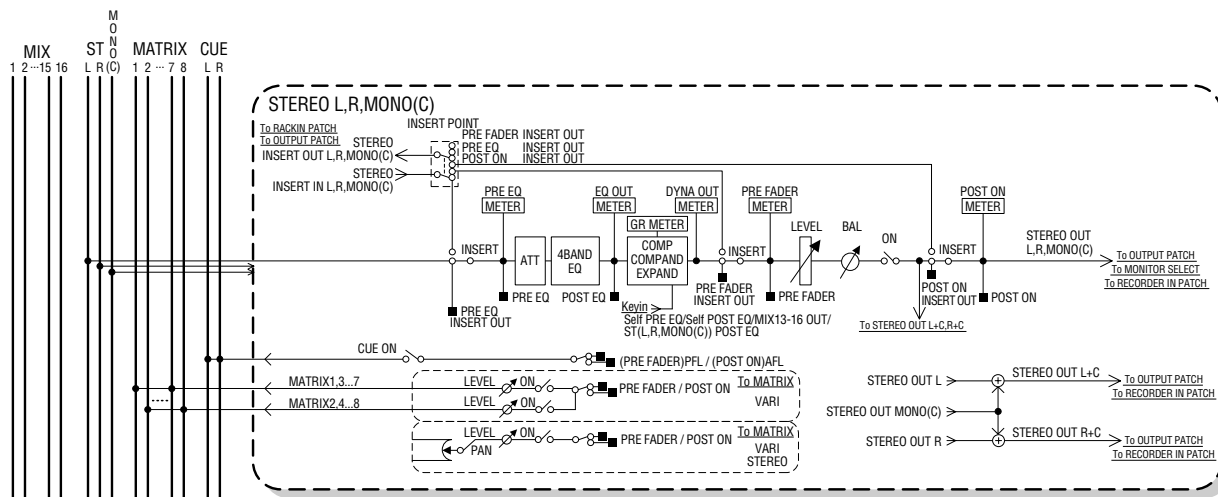 MONO
MIX ST (C) MATRIX CUE
1 2 ··· 15 16 L R 1 2 ··· 7 8 L R
STEREO L,R,MONO(C)
To RACKIN PATCH
To OUTPUT PATCH
INSERT POINT
STEREO
INSERT OUT L,R,MONO(C)
PRE FADER INSERT OUT
PRE EQ INSERT OUT
POST ON INSERT OUT
STEREO
INSERT IN L,R,MONO(C)
PRE EQ
METER
EQ OUT
METER
DYNA OUT
METER
PRE FADER
METER
POST ON
METER
GR METER
INSERT
ATT
4BAND
EQ
COMP
COMPAND
EXPAND
INSERT
LEVEL
BAL
ON
INSERT
STEREO OUT
L,R,MONO(C)
To OUTPUT PATCH
To MONITOR SELECT
To RECORDER IN PATCH
PRE EQ
INSERT OUT
PRE EQ
POST EQ
PRE FADER
INSERT OUT
PRE FADER
POST ON
INSERT OUT
POST ON
Keyin
Self PRE EQ/Self POST EQ/MIX13-16 OUT/
ST(L,R,MONO(C)) POST EQ
To STEREO OUT L+C,R+C
CUE ON
(PRE FADER)PFL / (POST ON)AFL
MATRIX1,3...7
LEVEL ON
PRE FADER / POST ON
To MATRIX
VARI
MATRIX2,4...8
LEVEL ON
LEVEL ON
PAN
PRE FADER / POST ON
To MATRIX
VARI
STEREO
STEREO OUT L
STEREO OUT L+C
To OUTPUT PATCH
To RECORDER IN PATCH
STEREO OUT MONO(C)
STEREO OUT R
STEREO OUT R+C
To OUTPUT PATCH
To RECORDER IN PATCH